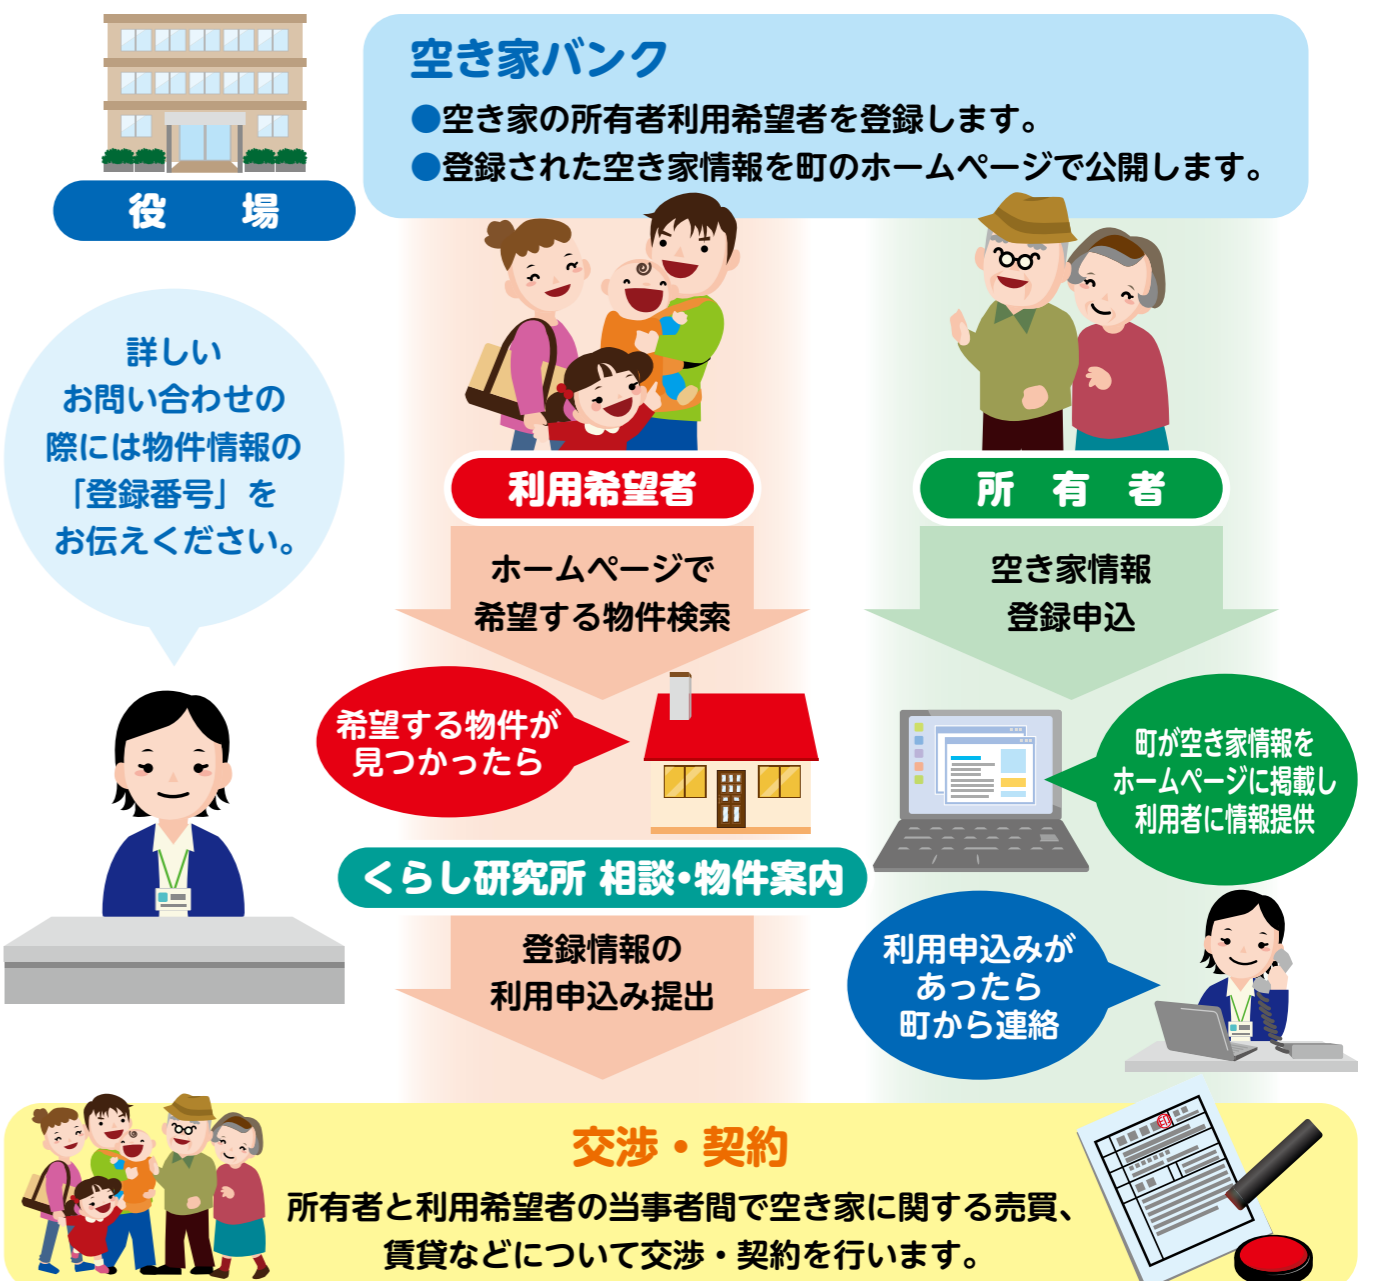 空き家バンク
●空き家の所有者利用希望者を登録します。
●登録された空き家情報を町のホームページで公開します。
役 場
詳しい
お問い合わせの
際には物件情報の
「登録番号」を
お伝えください。
利用希望者
所 有 者
ホームページで
希望する物件検索
空き家情報
登録申込
希望する物件が
見つかったら
町が空き家情報を
ホームページに掲載し
利用者に情報提供
くらし研究所 相談・物件案内
登録情報の
利用申込み提出
利用申込みが
あったら
町から連絡
印
交渉・契約
所有者と利用希望者の当事者間で空き家に関する売買、
賃貸などについて交渉・契約を行います。